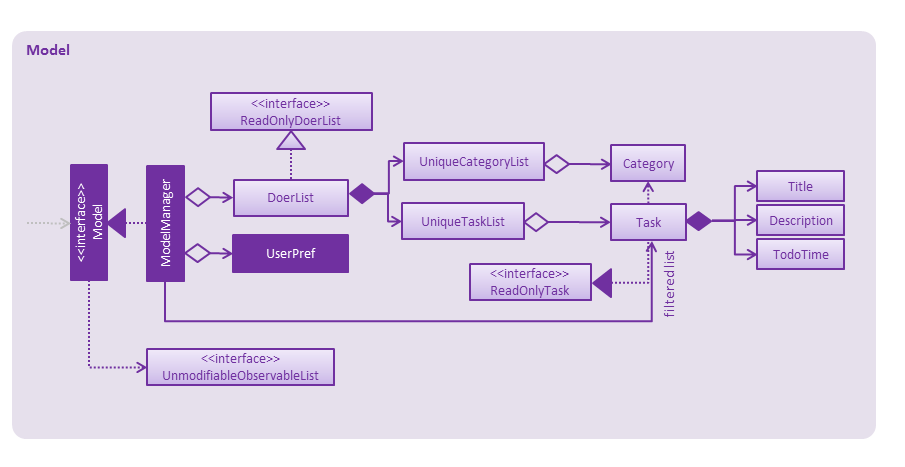 Model
<<interface>>
ReadOnlyDoerList
<<interface>>
Model
ModelManager
DoerList
UserPref
UniqueCategoryList
UniqueTaskList
Category
Task
Title
Description
TodoTime
<<interface>>
ReadOnlyTask
filtered list
<<interface>>
UnmodifiableObservableList